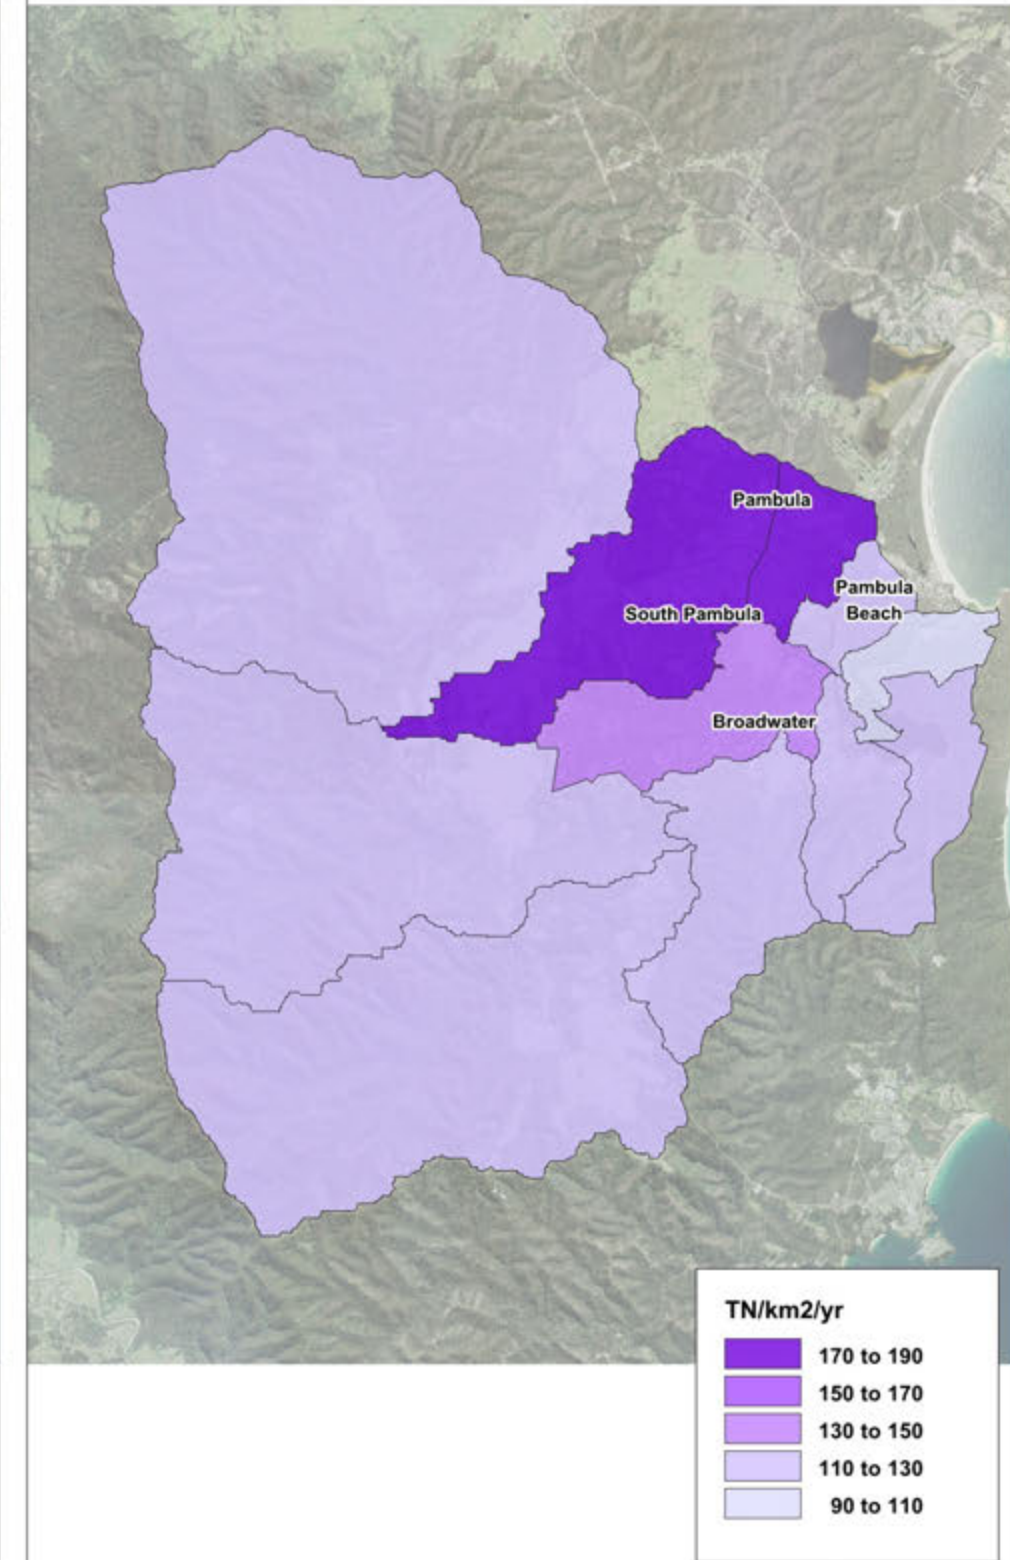 Pambula
Pambula
Beach
South Pambula
Broadwater
TN/km2/yr
170 to 190
150 to 170
130 to 150
110 to 130
90 to 110